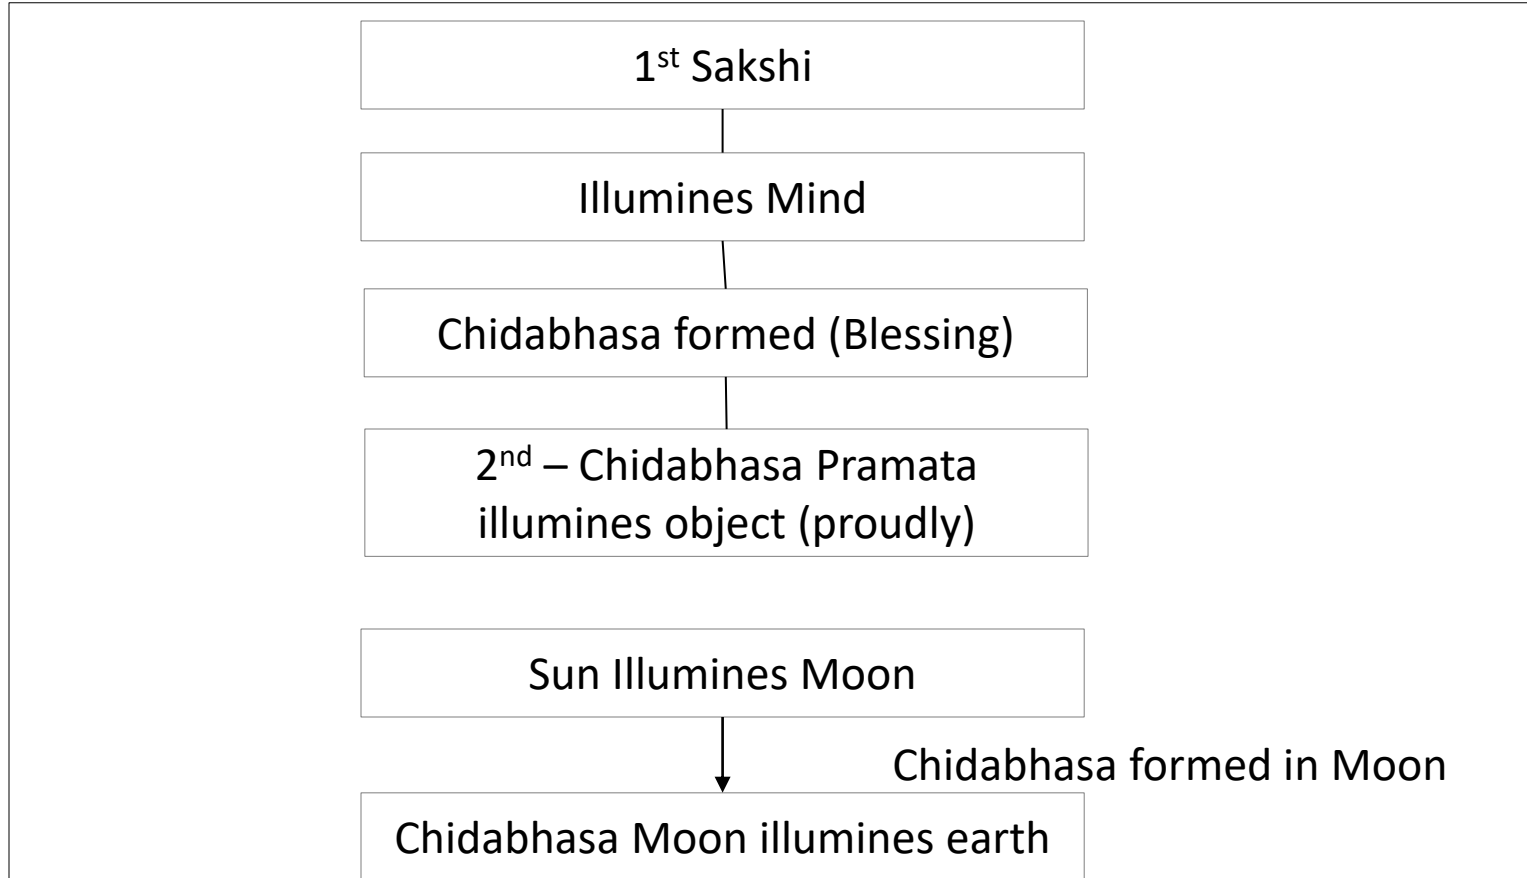 1st Sakshi
Illumines Mind
Chidabhasa formed (Blessing)
2nd – Chidabhasa Pramata
illumines object (proudly)
Sun Illumines Moon
Chidabhasa formed in Moon
Chidabhasa Moon illumines earth